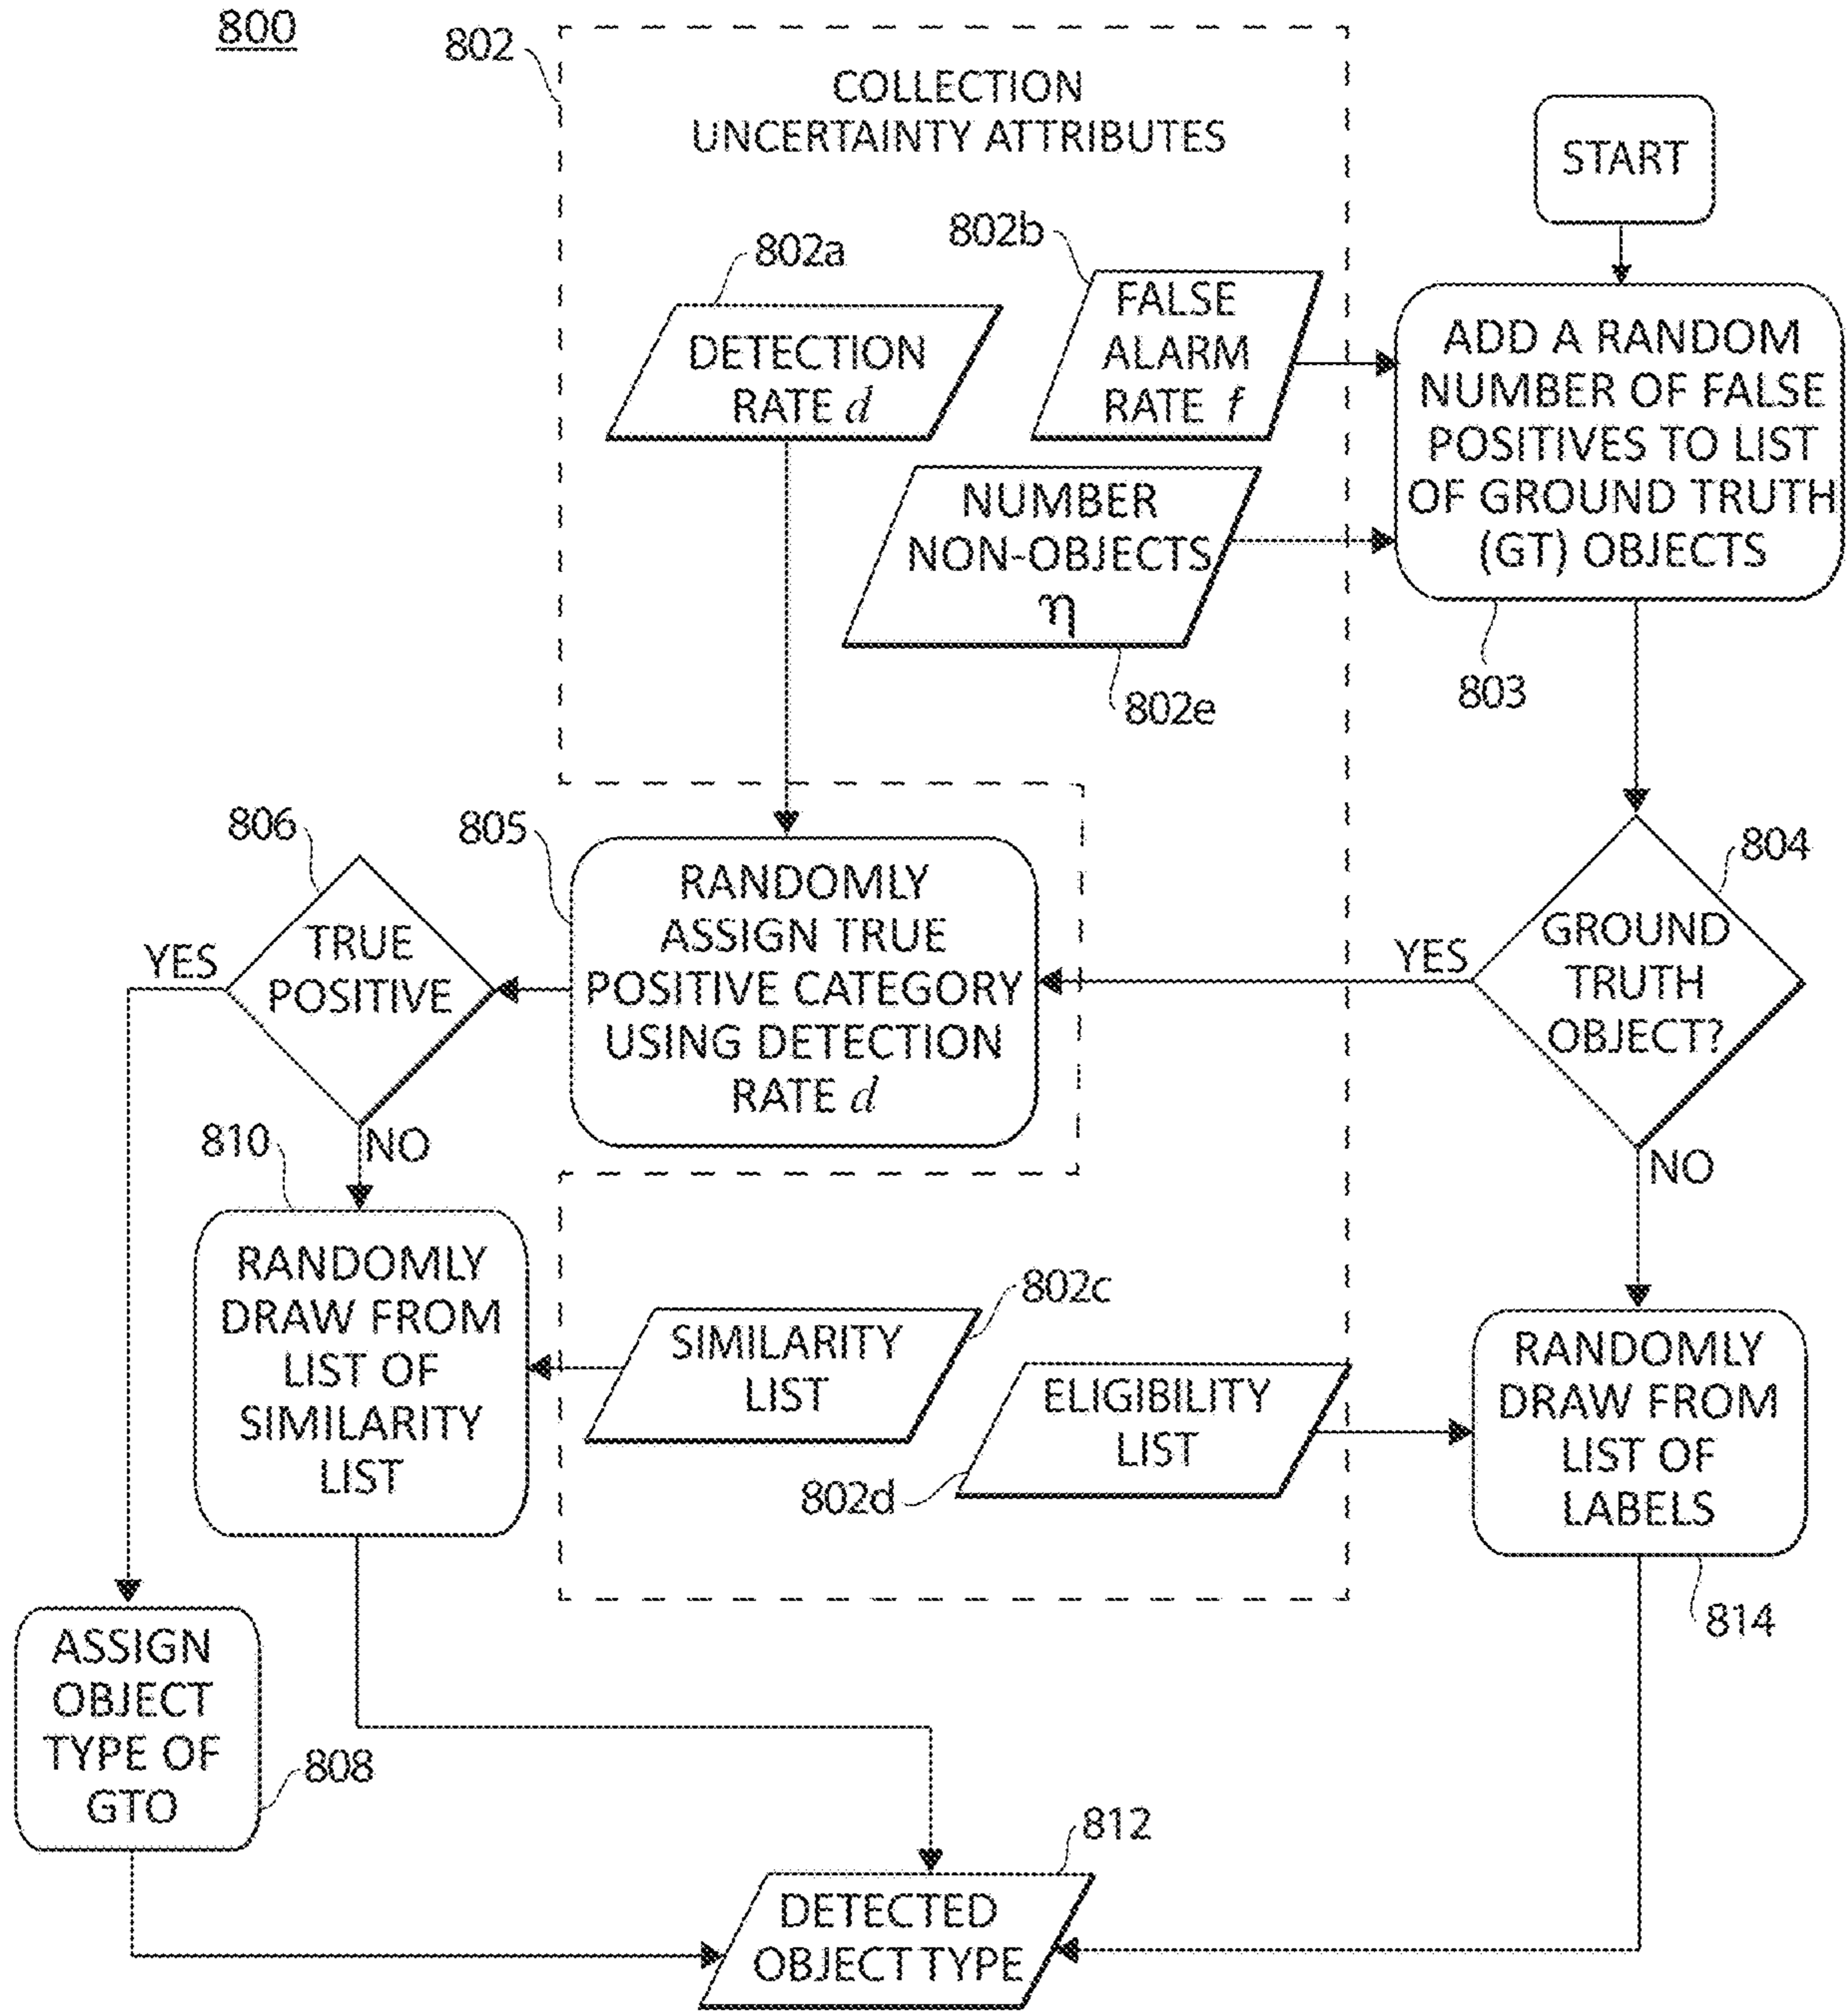 800
802
COLLECTION
UNCERTAINTY ATTRIBUTES
START
802a
802b
DETECTION
RATE d
FALSE
ALARM
RATE f
ADD A RANDOM
NUMBER OF FALSE
POSITIVES TO LIST
OF GROUND TRUTH
(GT) OBJECTS
NUMBER
NON-OBJECTS
η
802e
803
806
805
804
TRUE
POSITIVE
YES
NO
RANDOMLY
ASSIGN TRUE
POSITIVE CATEGORY
USING DETECTION
RATE d
YES
GROUND
TRUTH
OBJECT?
NO
810
RANDOMLY
DRAW FROM
LIST OF
SIMILARITY
LIST
802c
SIMILARITY
LIST
ELIGIBILITY
LIST
802d
RANDOMLY
DRAW FROM
LIST OF
LABELS
814
ASSIGN
OBJECT
TYPE OF
GTO
808
812
DETECTED
OBJECT TYPE